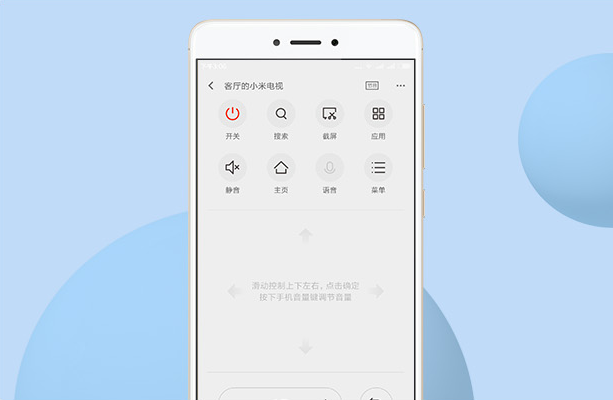 客厅的小米电视
开关 搜索 截屏 应用
静音 主页 语音 菜单
滑动控制上下左右，点击确定
按下手机音量键调节音量